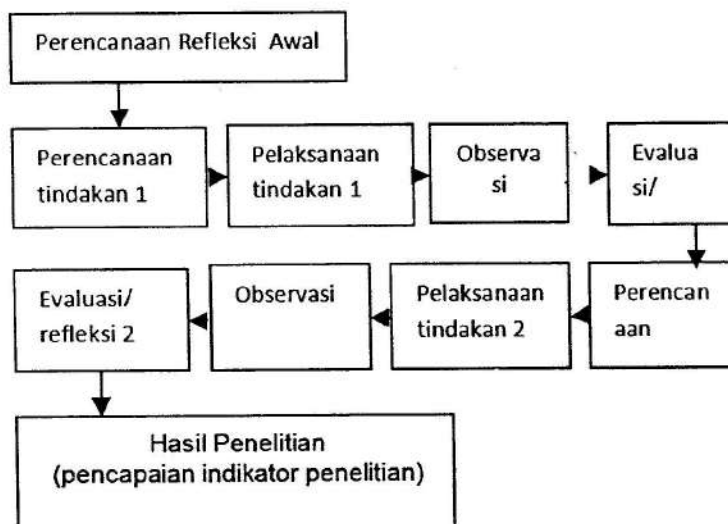 Perencanaan Refleksi Awal
Perencanaan
tindakan 1
Pelaksanaan
tindakan 1
Observa
si
Evalua
si/
Perencan
aan
Pelaksanaan
tindakan 2
Observasi
Evaluasi/
refleksi 2
Hasil Penelitian
(pencapaian indikator penelitian)